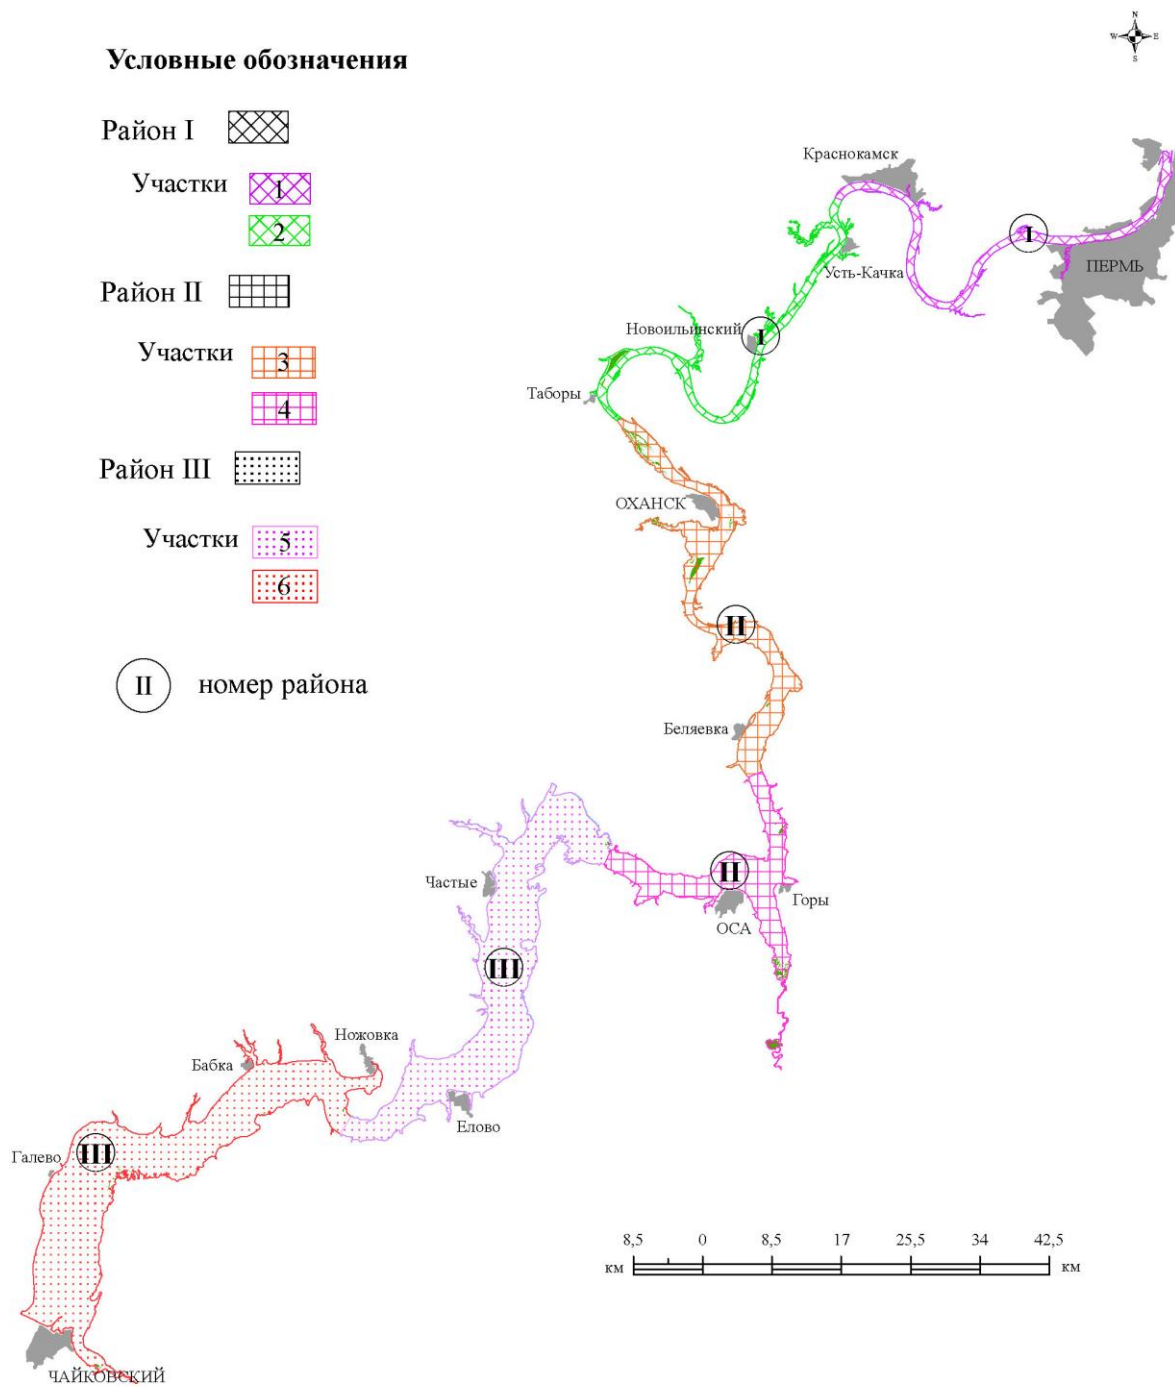 N
W E
S
Условные обозначения
Район I
Участки 1
2
Район II
Участки 3
4
Район III
Участки 5
6
II номер района
Краснокамск
I
ПЕРМЬ
Усть-Качка
Новоильинский
I
Таборы
ОХАНСК
II
Беляевка
Частые
II
Горы
ОСА
III
Ножовка
Бабка
Елово
III
Галево
ЧАЙКОВСКИЙ
8,5 0 8,5 17 25,5 34 42,5
км км